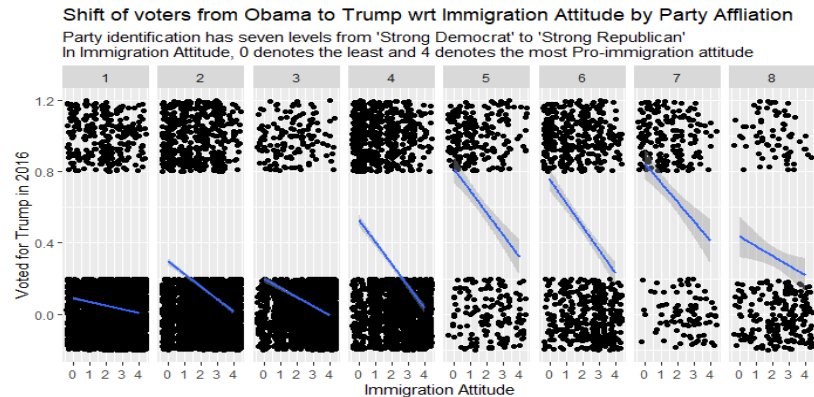 Shift of voters from Obama to Trump wrt Immigration Attitude by Party Affliation
Party identification has seven levels from 'Strong Democrat' to 'Strong Republican'
In Immigration Attitude, 0 denotes the least and 4 denotes the most Pro-immigration attitude
1 2 3 4 5 6 7 8
1.2
0.8
0.4
0.0
Voted for Trump in 2016
0 1 2 3 4 0 1 2 3 4 0 1 2 3 4 0 1 2 3 4 0 1 2 3 4 0 1 2 3 4 0 1 2 3 4 0 1 2 3 4
Immigration Attitude